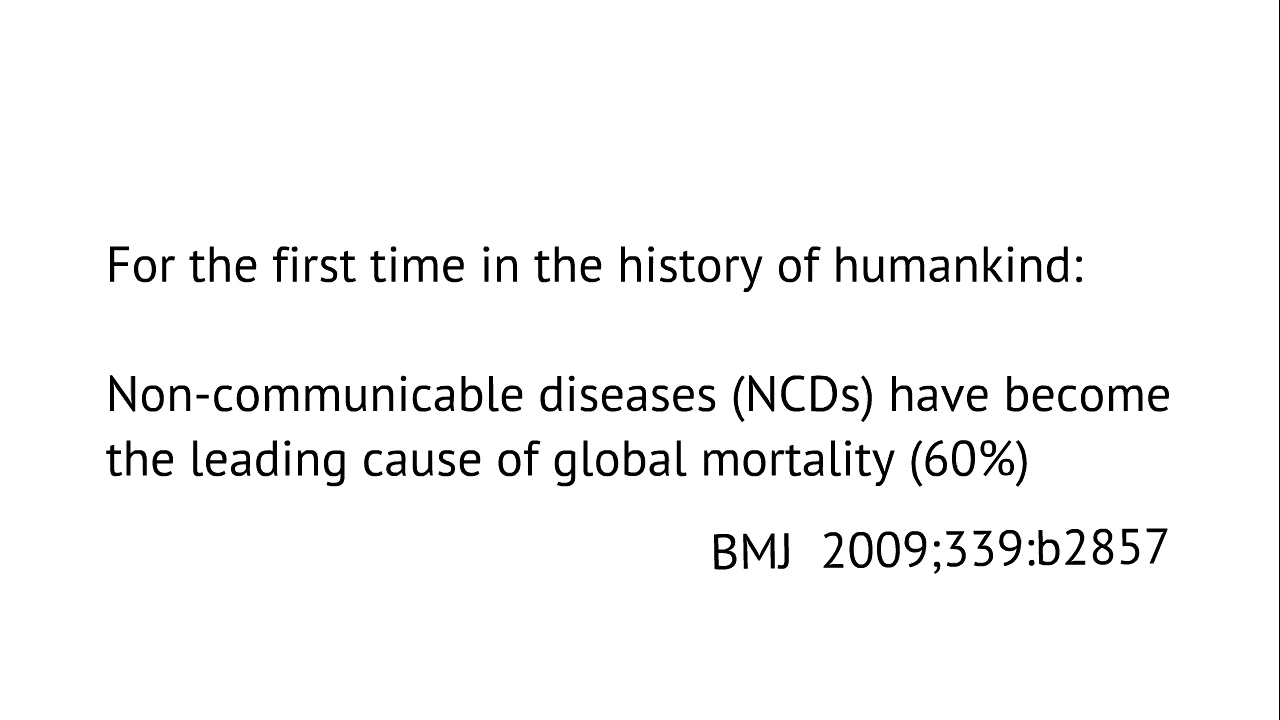 For the first time in the history of humankind:
Non-communicable diseases (NCDs) have become
the leading cause of global mortality (60%)
BMJ 2009;339:b2857